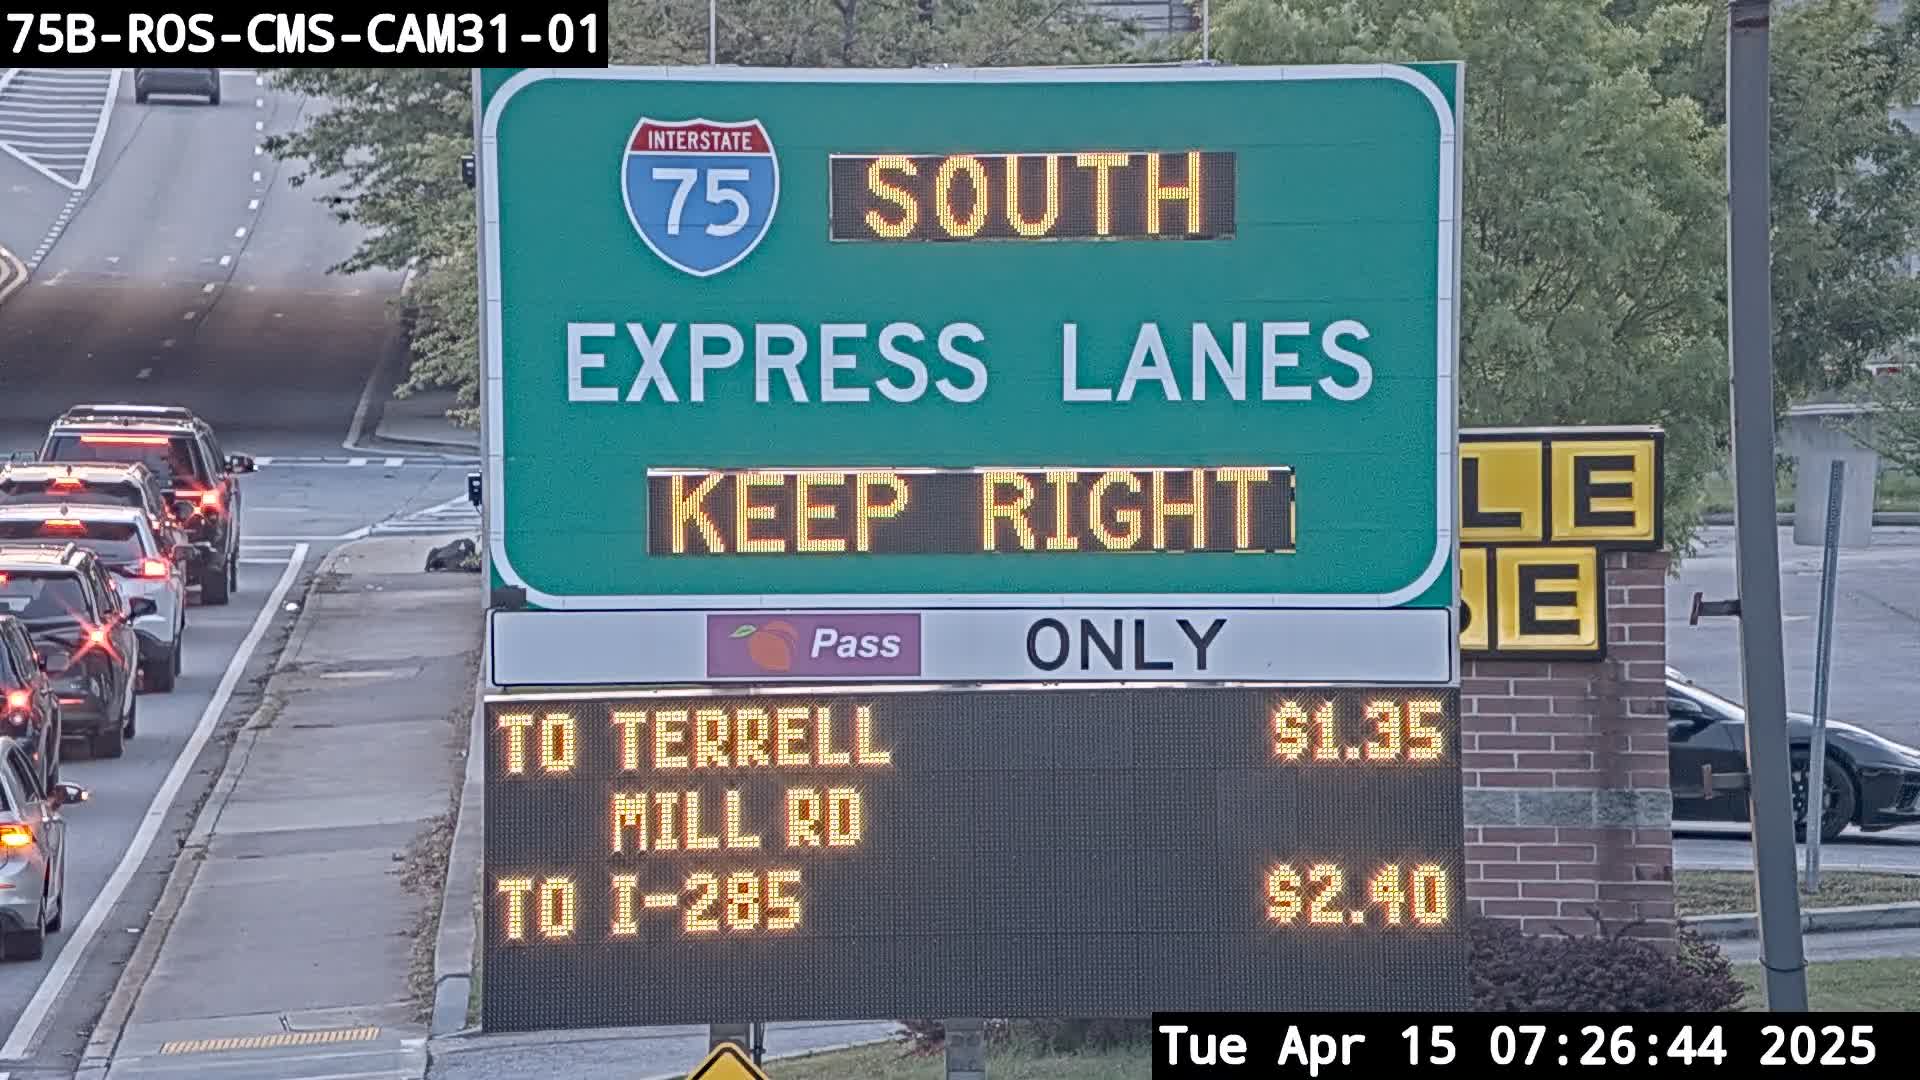 75B-ROS-CMS-CAM31-01
INTERSTATE
75
SOUTH
EXPRESS LANES
KEEP RIGHT
Pass ONLY
TO TERRELL $1.35
MILL RD
TO I-285 $2.40
LE
E
Tue Apr 15 07:26:44 2025